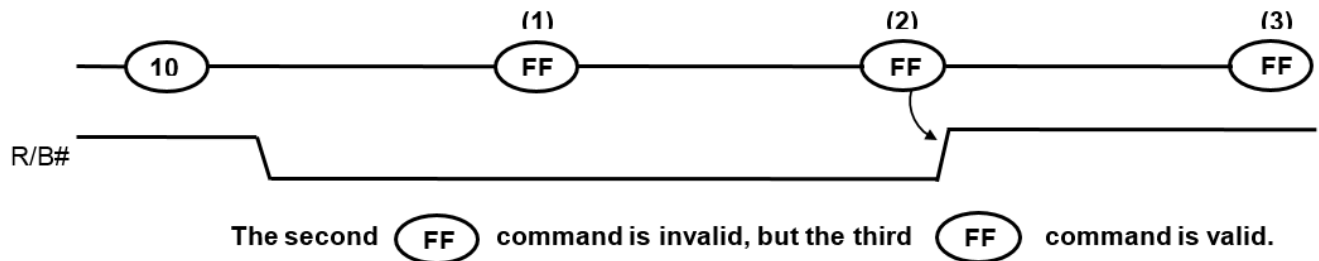 (1) (2) (3)
10 FF FF FF
R/B#
The second FF command is invalid, but the third FF command is valid.